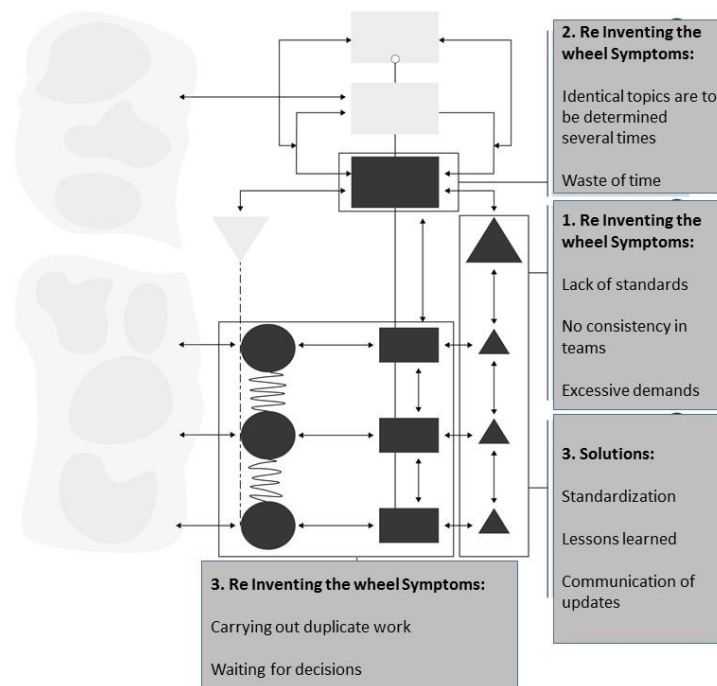 2. Re Inventing the
wheel Symptoms:
Identical topics are to
be determined
several times
Waste of time
1. Re Inventing the
wheel Symptoms:
Lack of standards
No consistency in
teams
Excessive demands
3. Solutions:
Standardization
Lessons learned
Communication of
updates
3. Re Inventing the wheel Symptoms:
Carrying out duplicate work
Waiting for decisions